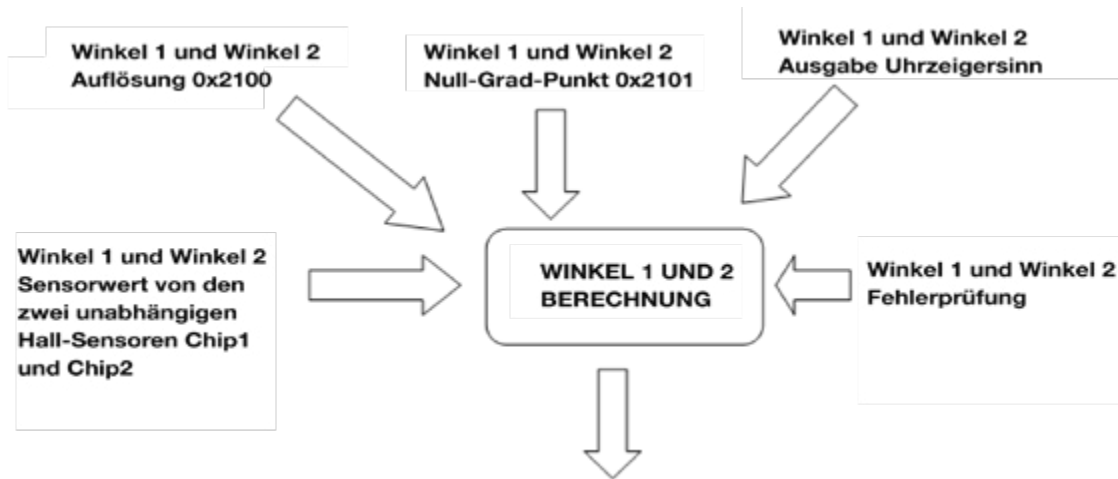 Winkel 1 und Winkel 2
Auflösung 0x2100
Winkel 1 und Winkel 2
Null-Grad-Punkt 0x2101
Winkel 1 und Winkel 2
Ausgabe Uhrzeigersinn
Winkel 1 und Winkel 2
Sensorwert von den
zwei unabhängigen
Hall-Sensoren Chip1
und Chip2
WINKEL 1 UND 2
BERECHNUNG
Winkel 1 und Winkel 2
Fehlerprüfung